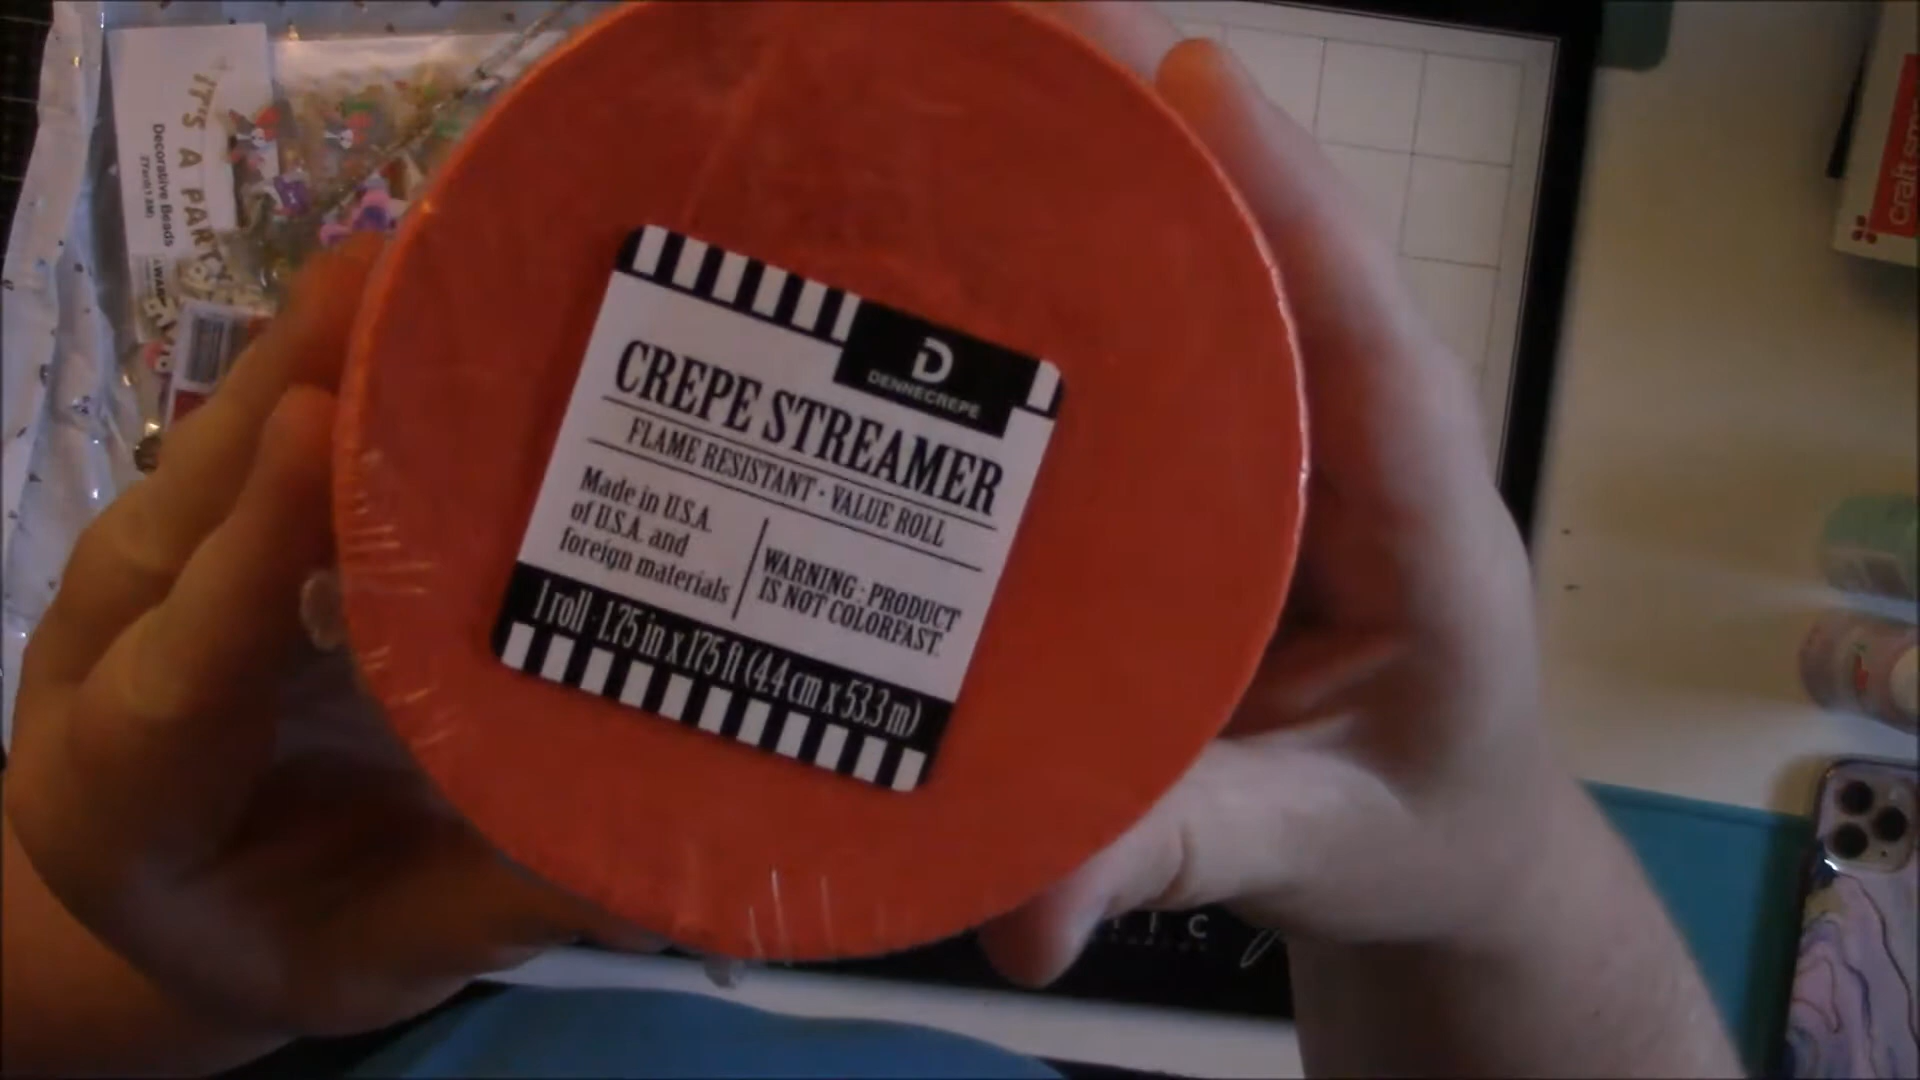 IT'S A PARTY
Decorative Beads
D
DENNECREPE
CREPE STREAMER
FLAME RESISTANT · VALUE ROLL
Made in U.S.A.
of U.S.A. and
foreign materials
WARNING : PRODUCT
IS NOT COLORFAST.
1 roll · 1.75 in x 175 ft (4.4 cm x 53.3 m)
Craft